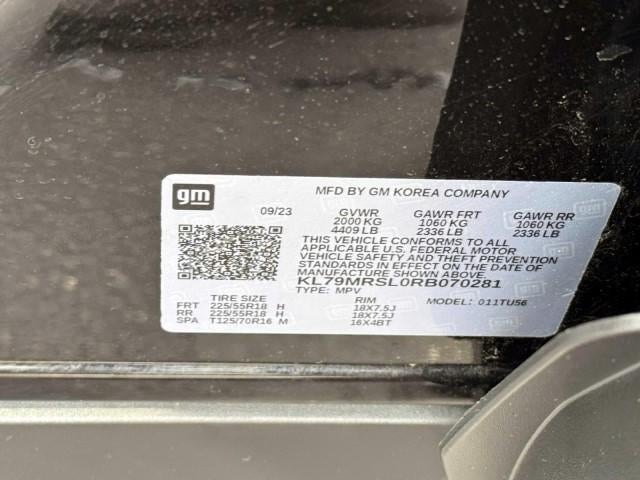 gm
MFD BY GM KOREA COMPANY
09/23 GVWR GAWR FRT GAWR RR
2000 KG 1060 KG 1060 KG
4409 LB 2336 LB 2336 LB
THIS VEHICLE CONFORMS TO ALL
APPLICABLE U.S. FEDERAL MOTOR
VEHICLE SAFETY AND THEFT PREVENTION
STANDARDS IN EFFECT ON THE DATE OF
MANUFACTURE SHOWN ABOVE.
KL79MRSL0RB070281
TYPE: MPV MODEL: 011TU56
TIRE SIZE RIM
FRT 225/55R18 H 18X7.5J
RR 225/55R18 H 18X7.5J
SPA T125/70R16 M 16X4BT